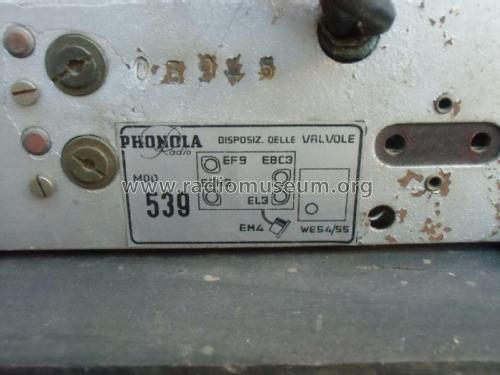 PHONOLA
Radio
DISPOSIZ. DELLE VALVOLE
EF9 EBC3
MOD.
539
EL3
EM4
WE54/55
www.radiomuseum.org